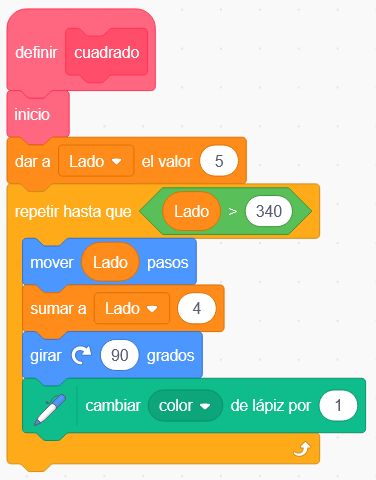 definir cuadrado
inicio
dar a Lado el valor 5
repetir hasta que Lado > 340
mover Lado pasos
sumar a Lado 4
girar 90 grados
cambiar color de lápiz por 1